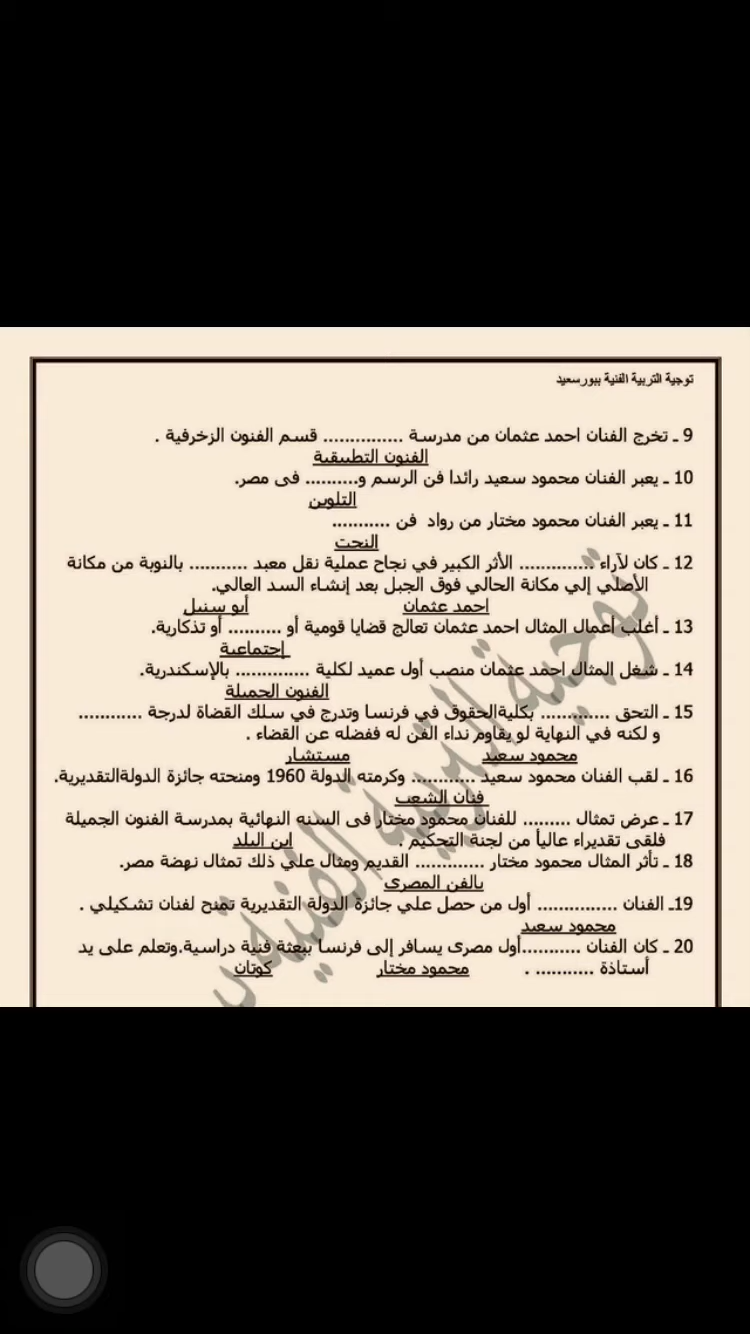 توجية التربية الفنية ببورسعيد
9 ـ تخرج الفنان احمد عثمان من مدرسة ............... قسم الفنون الزخرفية .
الفنون التطبيقية
10 ـ يعبر الفنان محمود سعيد رائدا فن الرسم و.......... فى مصر.
التلوين
11 ـ يعبر الفنان محمود مختار من رواد فن ...........
النحت
12 ـ كان لآراء .............. الأثر الكبير في نجاح عملية نقل معبد ........... بالنوبة من مكانة
الأصلي إلي مكانة الحالي فوق الجبل بعد إنشاء السد العالي.
احمد عثمان أبو سنبل
13 ـ أغلب أعمال المثال احمد عثمان تعالج قضايا قومية أو .......... أو تذكارية.
إجتماعية
14 ـ شغل المثال احمد عثمان منصب أول عميد لكلية .............. بالإسكندرية.
الفنون الجميلة
15 ـ التحق ............. بكليةالحقوق في فرنسا وتدرج في سلك القضاة لدرجة ............
و لكنه في النهاية لو يقاوم نداء الفن له ففضله عن القضاء .
محمود سعيد مستشار
16 ـ لقب الفنان محمود سعيد ............ وكرمته الدولة 1960 ومنحته جائزة الدولةالتقديرية.
فنان الشعب
17 ـ عرض تمثال ......... للفنان محمود مختار فى السنه النهائية بمدرسة الفنون الجميلة
فلقى تقديراء عاليأ من لجنة التحكيم . ابن البلد
18 ـ تأثر المثال محمود مختار ............. القديم ومثال علي ذلك تمثال نهضة مصر.
بالفن المصرى
19ـ الفنان ............... أول من حصل علي جائزة الدولة التقديرية تمنح لفنان تشكيلي .
محمود سعيد
20 ـ كان الفنان ...........أول مصرى يسافر إلى فرنسا ببعثة فنية دراسية.وتعلم على يد
أستاذة ........... . محمود مختار كوتان
توجية التربية الفنية